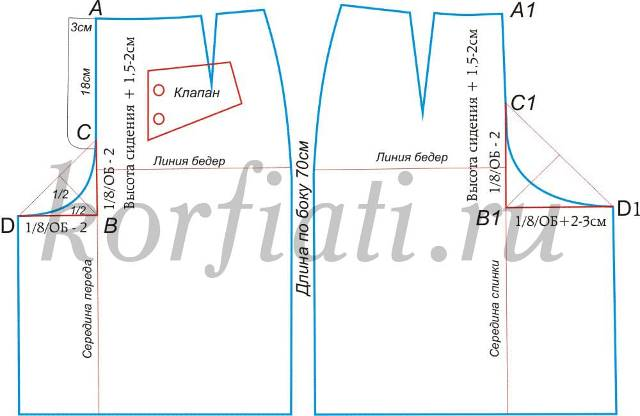 A
3см
18см
C
1/2
1/2
D
1/8/ОБ - 2
B
1/8/ОБ - 2
Высота сидения + 1.5-2см
Клапан
Линия бедер
Середина переда
Длина по боку 70см
A1
Высота сидения + 1.5-2см
C1
1/8/ОБ - 2
Линия бедер
B1
D1
1/8/ОБ+2-3см
Середина спинки
korfiati.ru